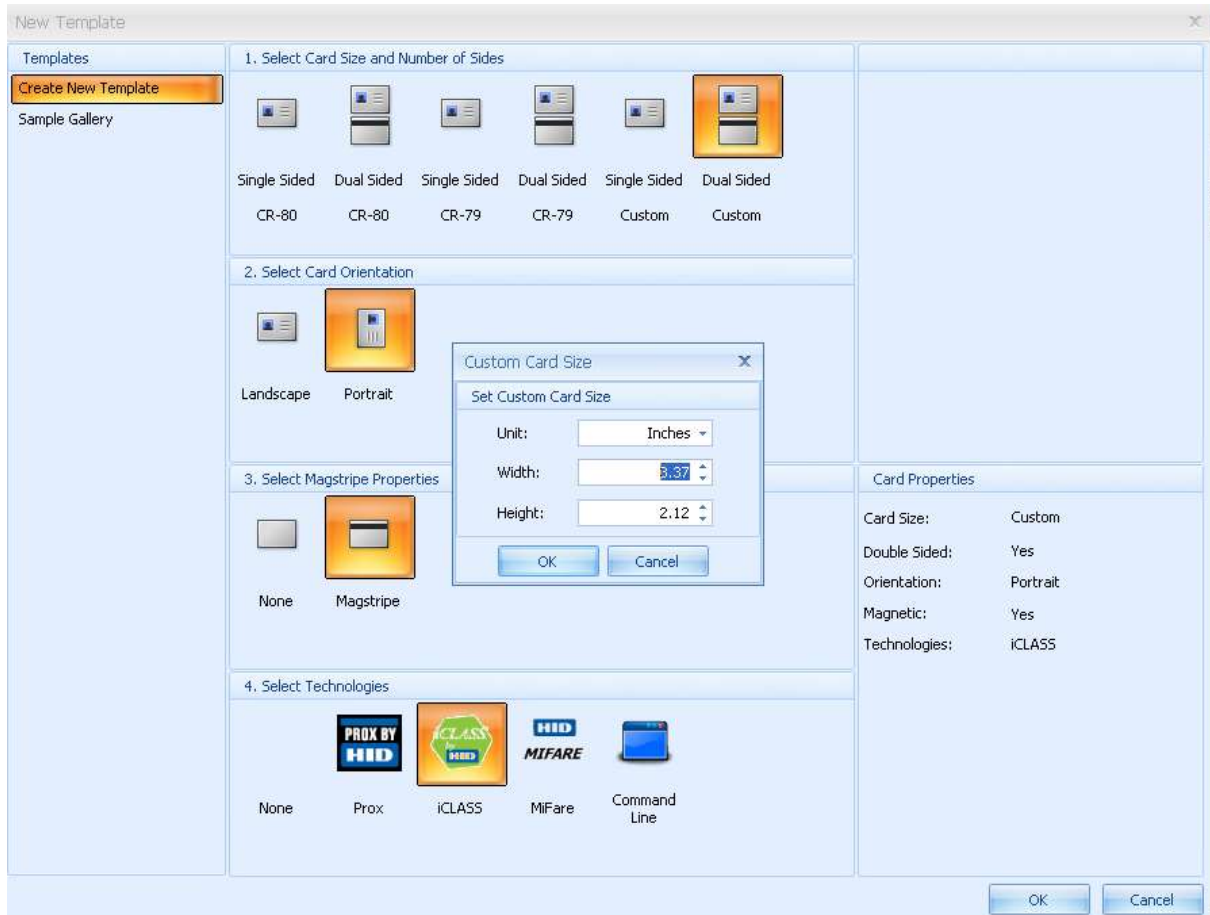 New Template
Templates
Create New Template
Sample Gallery
1. Select Card Size and Number of Sides
Single Sided Dual Sided Single Sided Dual Sided Single Sided Dual Sided
CR-80 CR-80 CR-79 CR-79 Custom Custom
2. Select Card Orientation
Landscape Portrait
Custom Card Size
Set Custom Card Size
Unit: Inches
Width: 3.37
Height: 2.12
OK Cancel
3. Select Magstripe Properties
None Magstripe
4. Select Technologies
PROX BY
HID
iCLASS
by
HID
HID
MIFARE
None Prox iCLASS MiFare Command
Line
Card Properties
Card Size: Custom
Double Sided: Yes
Orientation: Portrait
Magnetic: Yes
Technologies: iCLASS
OK Cancel